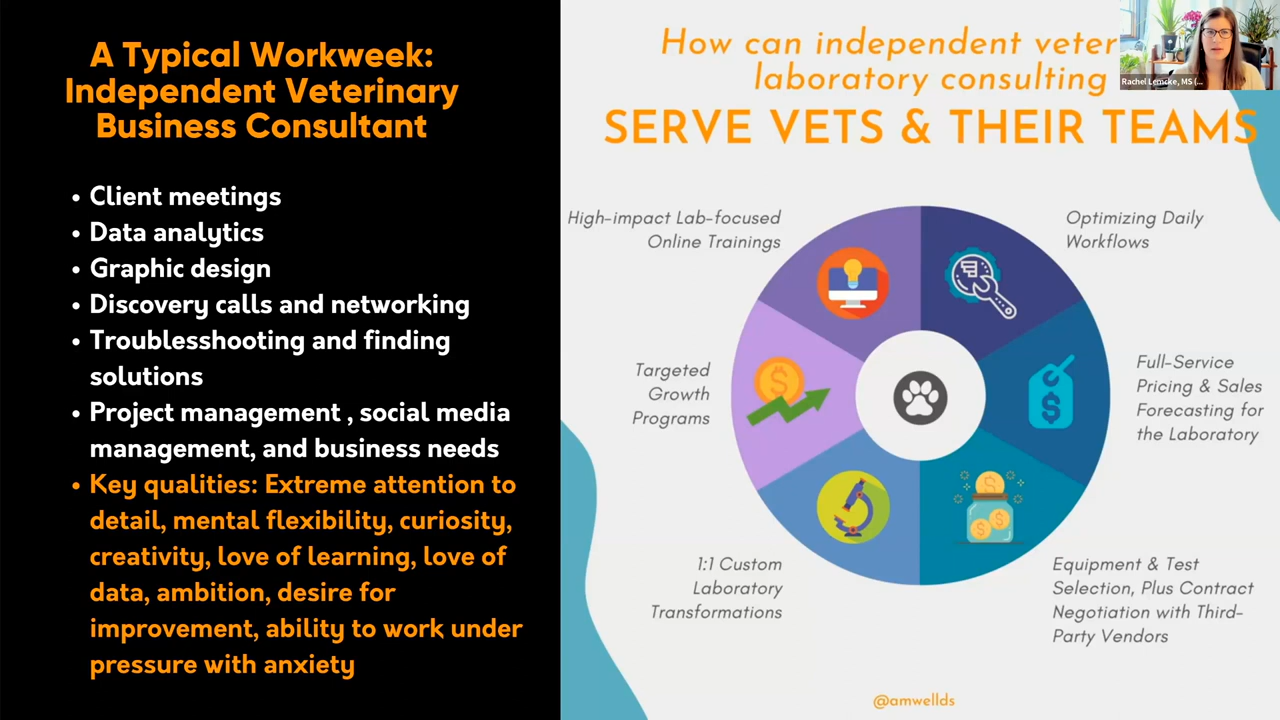 A Typical Workweek:
Independent Veterinary
Business Consultant
• Client meetings
• Data analytics
• Graphic design
• Discovery calls and networking
• Troublesshooting and finding
solutions
• Project management , social media
management, and business needs
• Key qualities: Extreme attention to
detail, mental flexibility, curiosity,
creativity, love of learning, love of
data, ambition, desire for
improvement, ability to work under
pressure with anxiety
How can independent veter
laboratory consulting
SERVE VETS & THEIR TEAMS
Rachel Lemcke, MS (...
High-impact Lab-focused
Online Trainings
Optimizing Daily
Workflows
Targeted
Growth
Programs
Full-Service
Pricing & Sales
Forecasting for
the Laboratory
1:1 Custom
Laboratory
Transformations
Equipment & Test
Selection, Plus Contract
Negotiation with Third-
Party Vendors
@amwellds